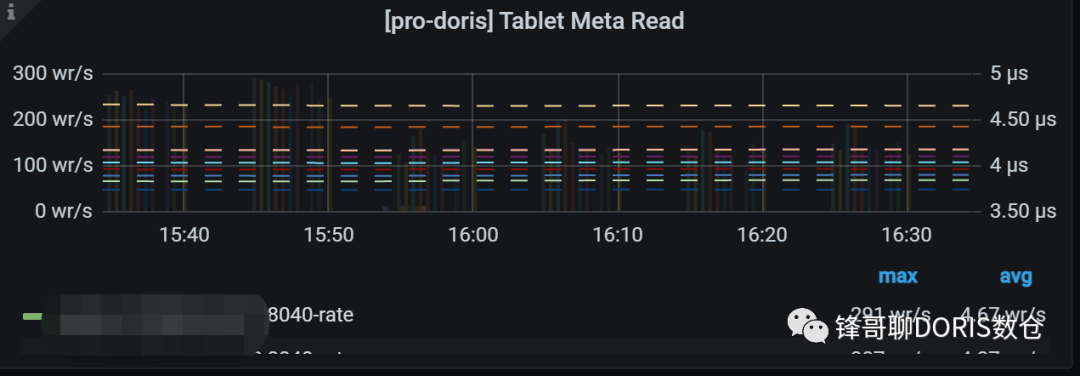 [pro-doris] Tablet Meta Read
300 wr/s 5 µs
200 wr/s 4.50 µs
100 wr/s 4 µs
0 wr/s 3.50 µs
15:40 15:50 16:00 16:10 16:20 16:30
max avg
8040-rate 291 wr/s 4.67 wr/s
锋哥聊DORIS数仓